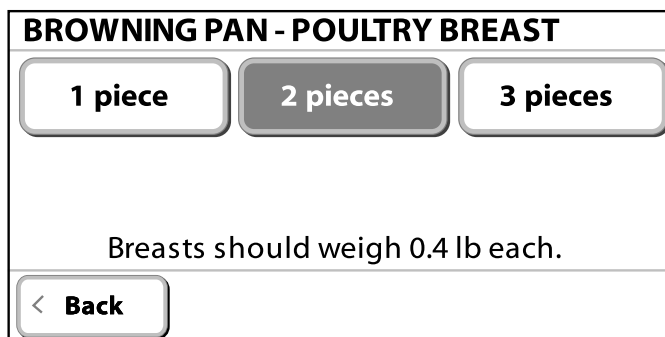 BROWNING PAN - POULTRY BREAST
1 piece 2 pieces 3 pieces
Breasts should weigh 0.4 lb each.
< Back